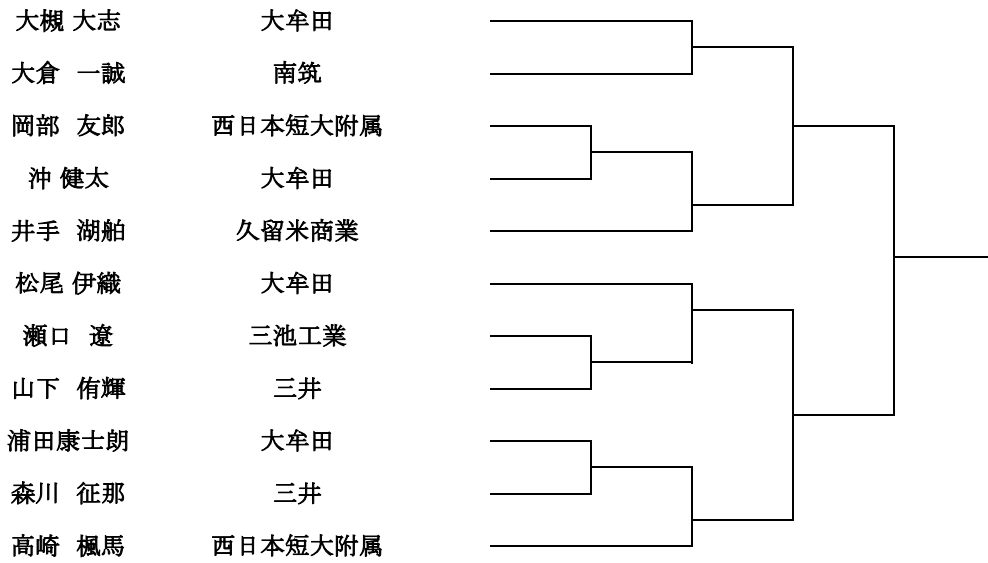 大槻 大志 大牟田
大倉 一誠 南筑
岡部 友郎 西日本短大附属
沖 健太 大牟田
井手 湖舶 久留米商業
松尾 伊織 大牟田
瀬口 遼 三池工業
山下 侑輝 三井
浦田康士朗 大牟田
森川 征那 三井
高崎 楓馬 西日本短大附属